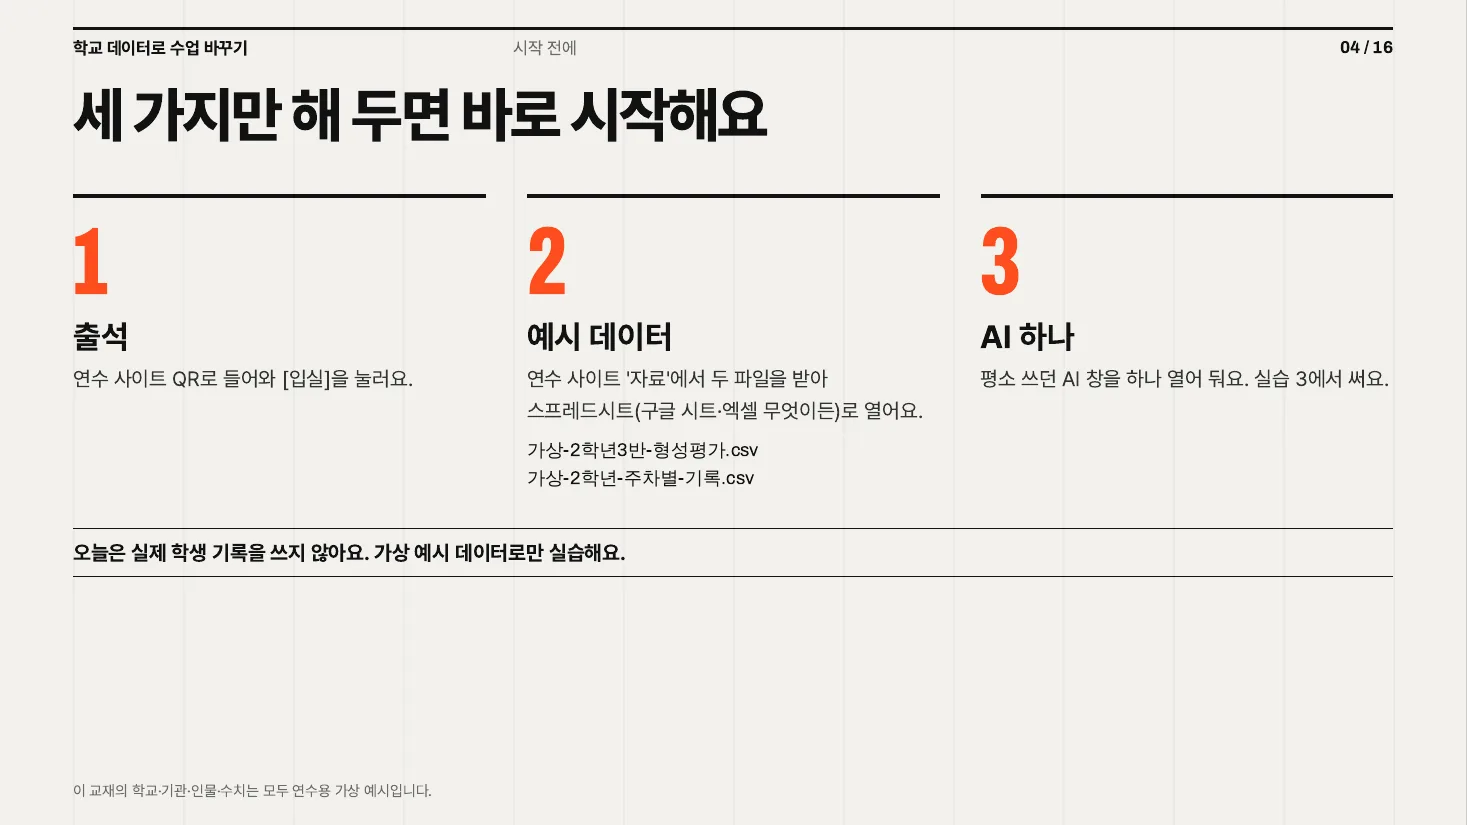 학교 데이터로 수업 바꾸기
시작 전에
04 / 16
세 가지만 해 두면 바로 시작해요
1
출석
연수 사이트 QR로 들어와 [입실]을 눌러요.
2
예시 데이터
연수 사이트 '자료'에서 두 파일을 받아
스프레드시트(구글 시트·엑셀 무엇이든)로 열어요.
가상-2학년3반-형성평가.csv
가상-2학년-주차별-기록.csv
3
AI 하나
평소 쓰던 AI 창을 하나 열어 둬요. 실습 3에서 써요.
오늘은 실제 학생 기록을 쓰지 않아요. 가상 예시 데이터로만 실습해요.
이 교재의 학교·기관·인물·수치는 모두 연수용 가상 예시입니다.